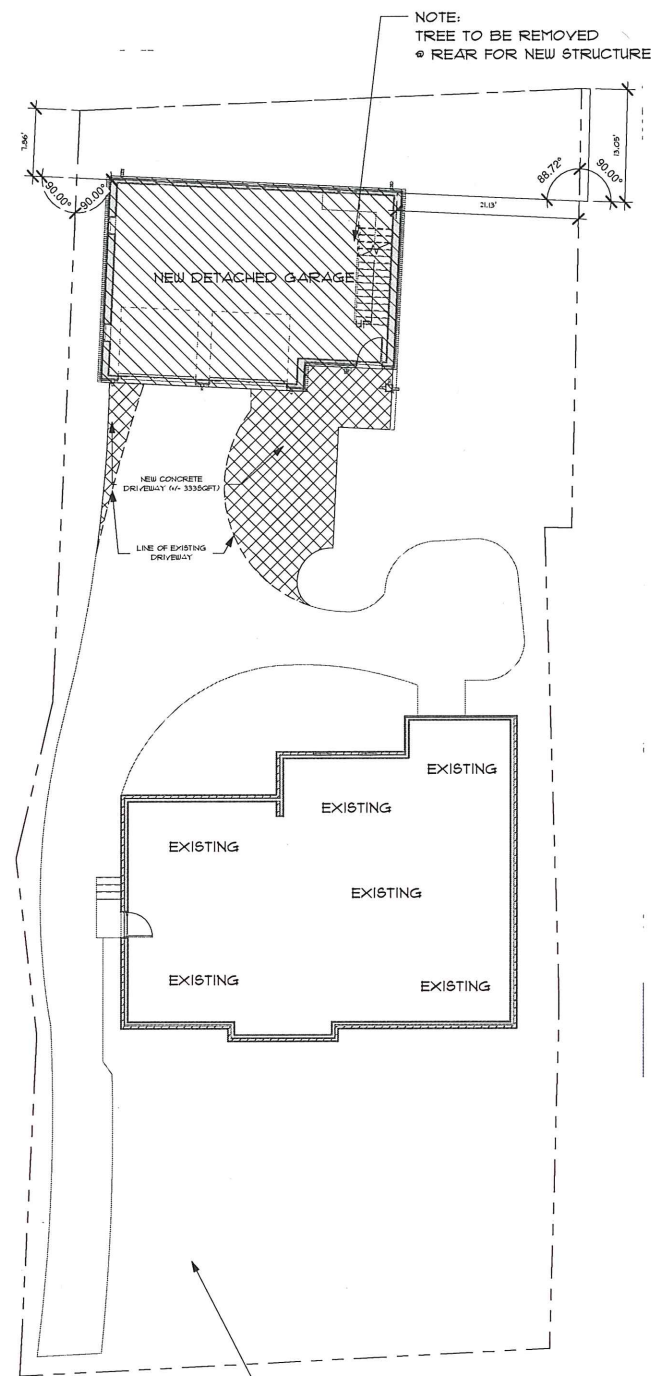 NOTE:
TREE TO BE REMOVED
@ REAR FOR NEW STRUCTURE
7.86'
13.05'
90.00°
90.00°
88.72°
90.00°
21.13'
NEW DETACHED GARAGE
NEW CONCRETE
DRIVEWAY (+/- 333SQFT)
LINE OF EXISTING
DRIVEWAY
EXISTING
EXISTING
EXISTING
EXISTING
EXISTING
EXISTING